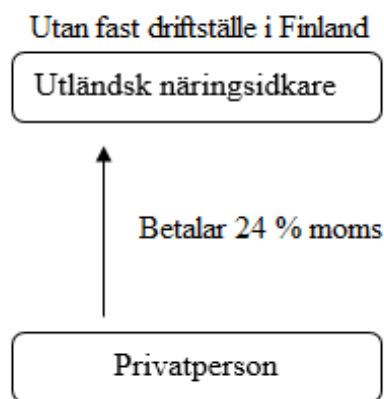 Utan fast driftställe i Finland
Utländsk näringsidkare
Betalar 24 % moms
Privatperson